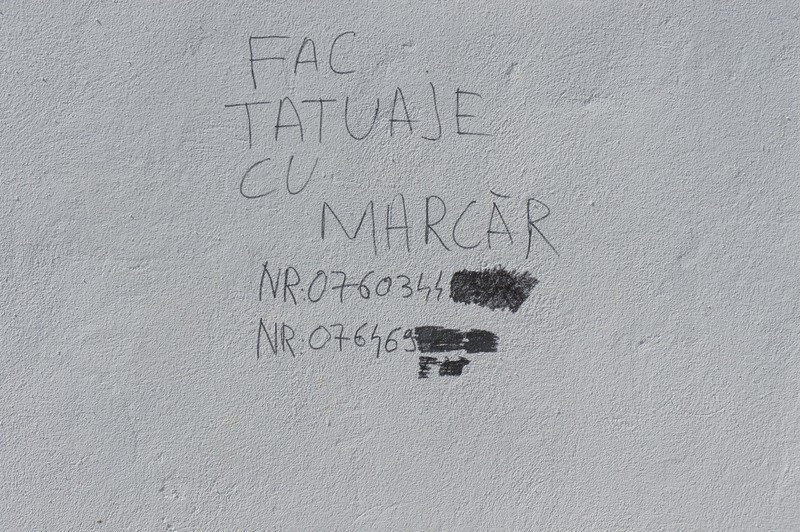 FAC
TATUAJE
CU
MARCĂR
NR:0760344
NR:076469